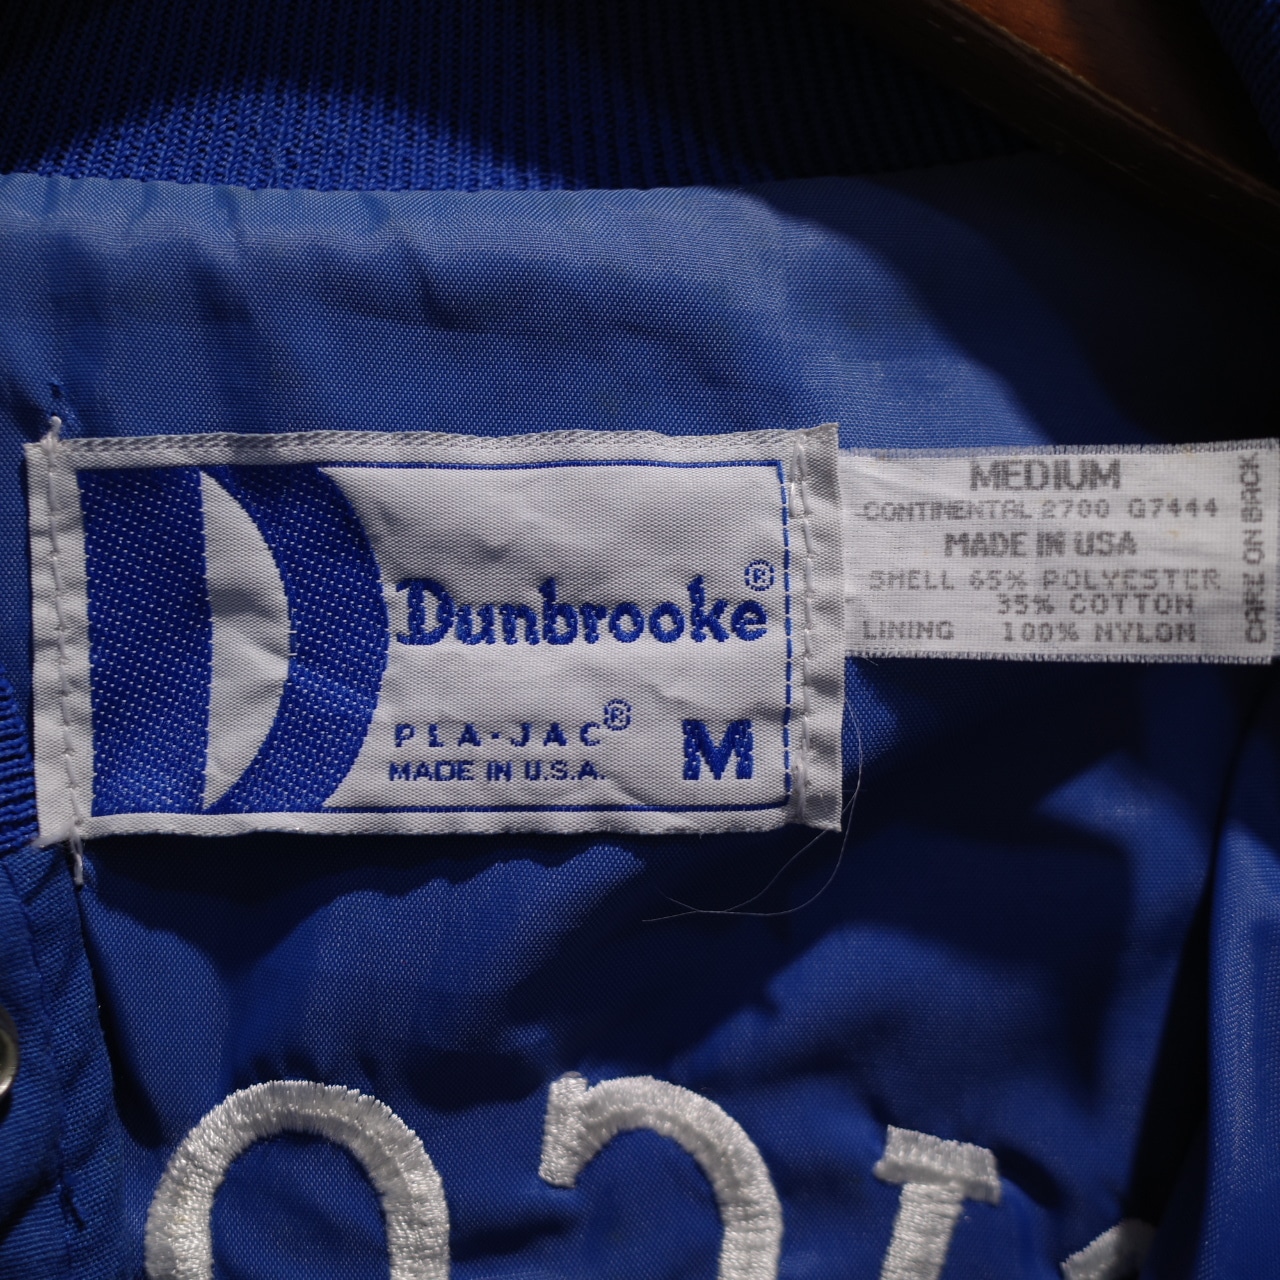 Dunbrooke®
PLA-JAC®
MADE IN U.S.A.
M
MEDIUM
CONTINENTAL 2700 G7444
MADE IN USA
SHELL 65% POLYESTER
35% COTTON
LINING 100% NYLON
CARE ON BACK